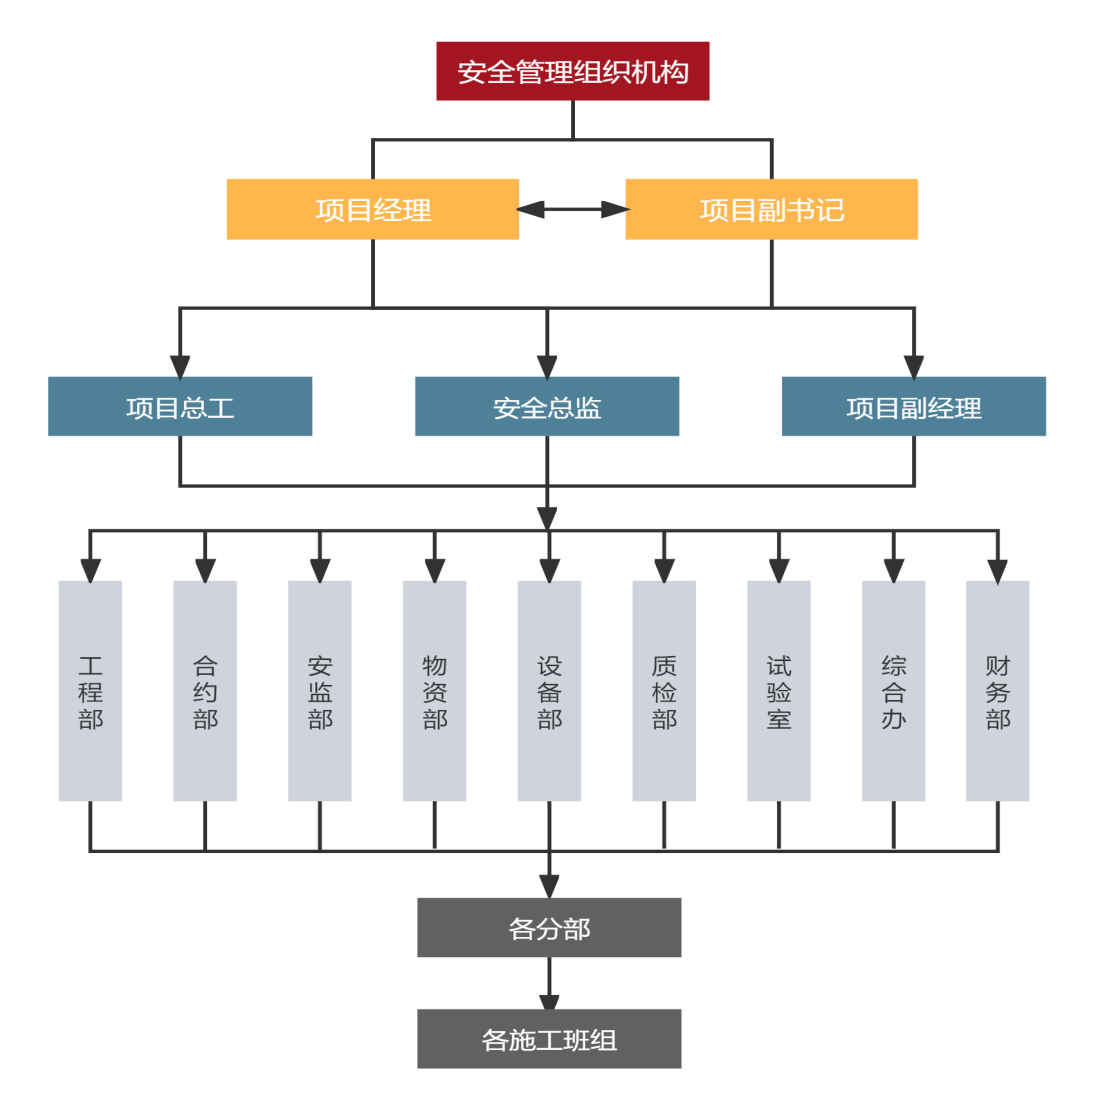 安全管理组织机构
项目经理
项目副书记
项目总工
安全总监
项目副经理
工程部
合约部
安监部
物资部
设备部
质检部
试验室
综合办
财务部
各分部
各施工班组